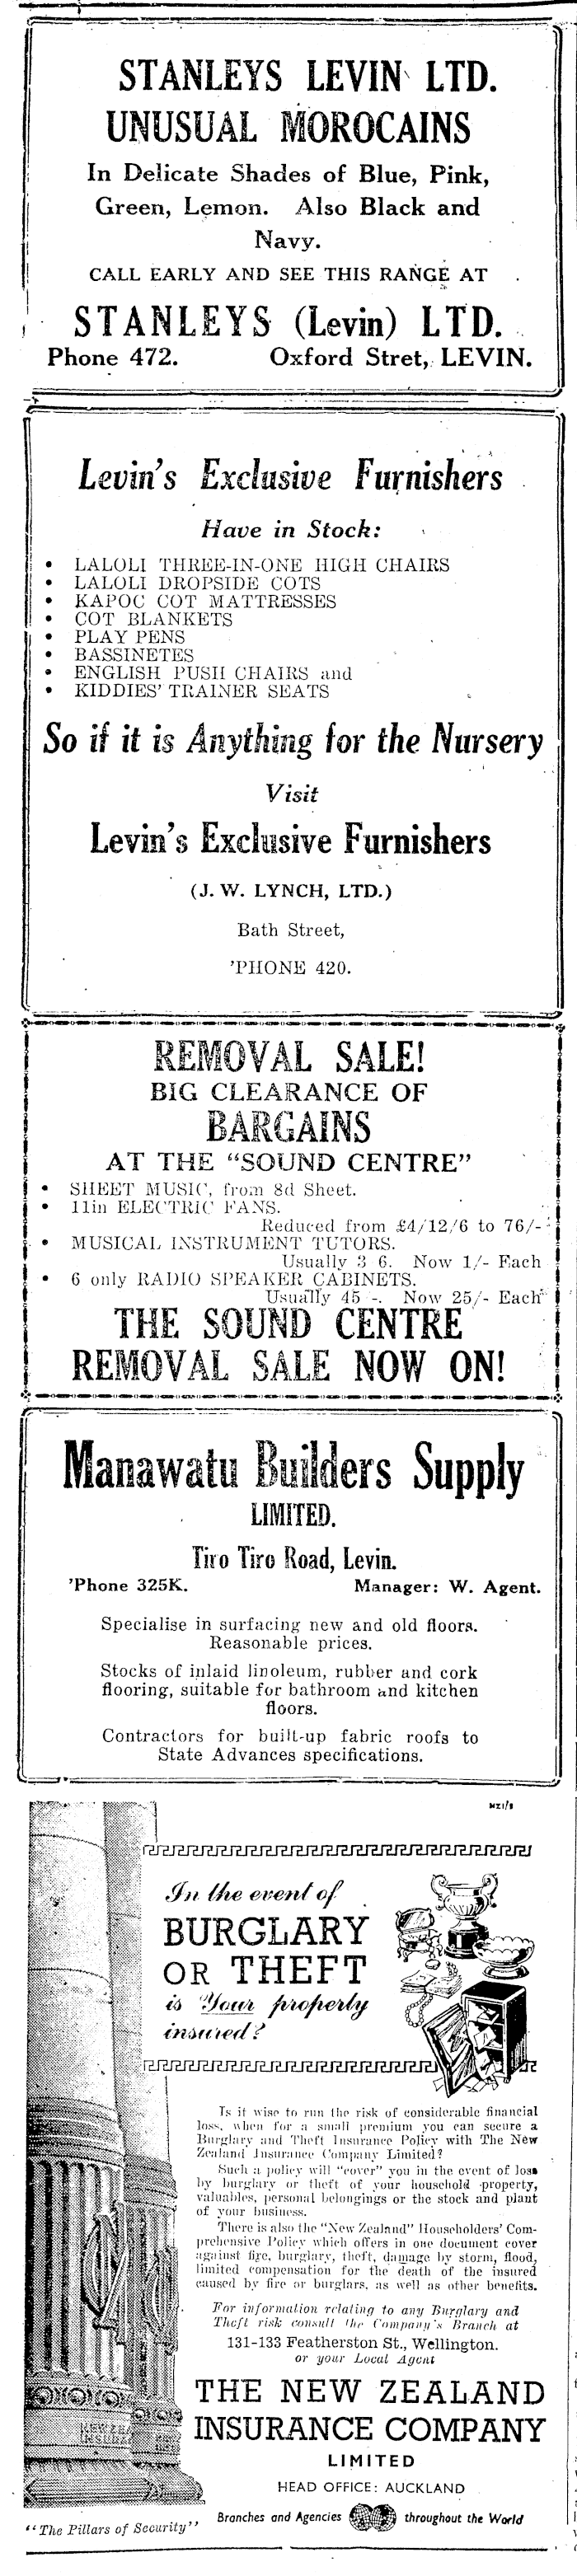 STANLEYS LEVIN LTD.
UNUSUAL MOROCAINS
In Delicate Shades of Blue, Pink,
Green, Lemon. Also Black and
Navy.
CALL EARLY AND SEE THIS RANGE AT
STANLEYS (Levin) LTD.
Phone 472. Oxford Stret, LEVIN.
Levin's Exclusive Furnishers
Have in Stock:
• LALOLI THREE-IN-ONE HIGH CHAIRS
• LALOLI DROPSIDE COTS
• KAPOC COT MATTRESSES
• COT BLANKETS
• PLAY PENS
• BASSINETES
• ENGLISH PUSH CHAIRS and
• KIDDIES' TRAINER SEATS
So if it is Anything for the Nursery
Visit
Levin's Exclusive Furnishers
(J. W. LYNCH, LTD.)
Bath Street,
'PHONE 420.
REMOVAL SALE!
BIG CLEARANCE OF
BARGAINS
AT THE "SOUND CENTRE"
• SHEET MUSIC, from 8d Sheet.
• 11in ELECTRIC FANS.
Reduced from £4/12/6 to 76/-
• MUSICAL INSTRUMENT TUTORS.
Usually 3 6. Now 1/- Each
• 6 only RADIO SPEAKER CABINETS.
Usually 45 -. Now 25/- Each
THE SOUND CENTRE
REMOVAL SALE NOW ON!
Manawatu Builders Supply
LIMITED.
Tiro Tiro Road, Levin.
'Phone 325K. Manager: W. Agent.
Specialise in surfacing new and old floors.
Reasonable prices.
Stocks of inlaid linoleum, rubber and cork
flooring, suitable for bathroom and kitchen
floors.
Contractors for built-up fabric roofs to
State Advances specifications.
NZ1/8
In the event of
BURGLARY
OR THEFT
is Your property
insured?
Is it wise to run the risk of considerable financial
loss, when for a small premium you can secure a
Burglary and Theft Insurance Policy with The New
Zealand Insurance Company Limited?
Such a policy will "cover" you in the event of loss
by burglary or theft of your household property,
valuables, personal belongings or the stock and plant
of your business.
There is also the "New Zealand" Householders' Com-
prehensive Policy which offers in one document cover
against fire, burglary, theft, damage by storm, flood,
limited compensation for the death of the insured
caused by fire or burglars, as well as other benefits.
For information relating to any Burglary and
Theft risk consult the Company's Branch at
131-133 Featherston St., Wellington.
or your Local Agent
THE NEW ZEALAND
INSURANCE COMPANY
LIMITED
HEAD OFFICE: AUCKLAND
"The Pillars of Security"
Branches and Agencies throughout the World